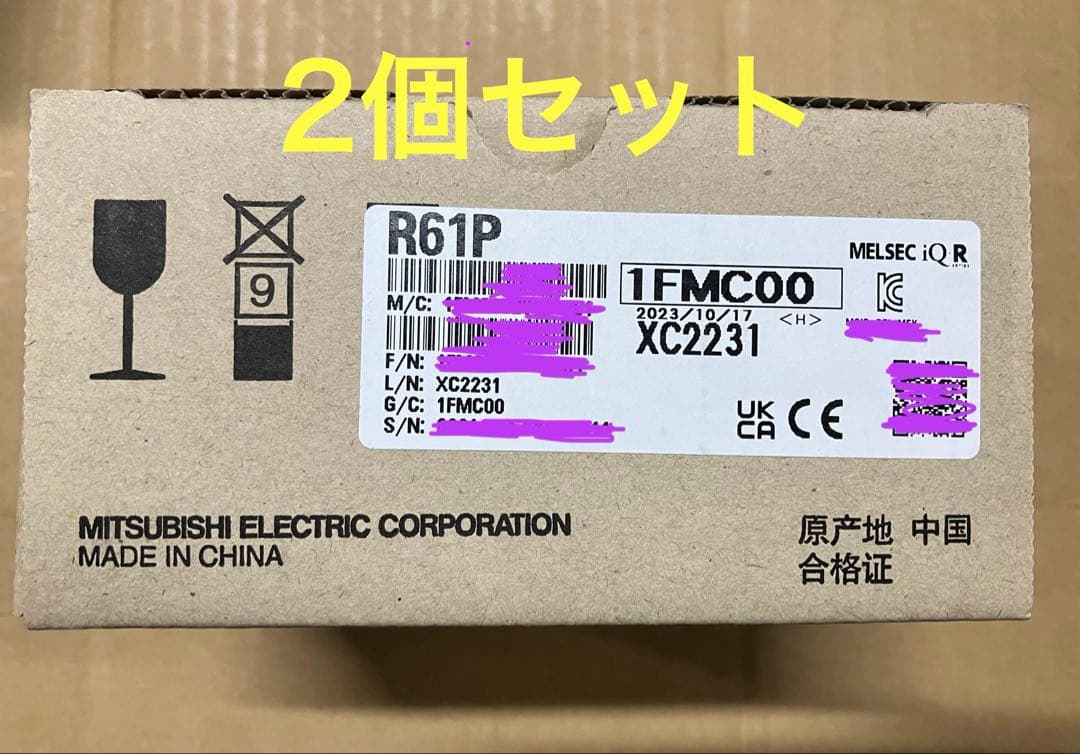 2個セット
R61P
MELSEC iQ-R
series
1FMC00
M/C:
2023/10/17 <H>
XC2231
F/N:
L/N: XC2231
G/C: 1FMC00
S/N:
9
UK
CA CE
MITSUBISHI ELECTRIC CORPORATION
MADE IN CHINA
原产地 中国
合格证